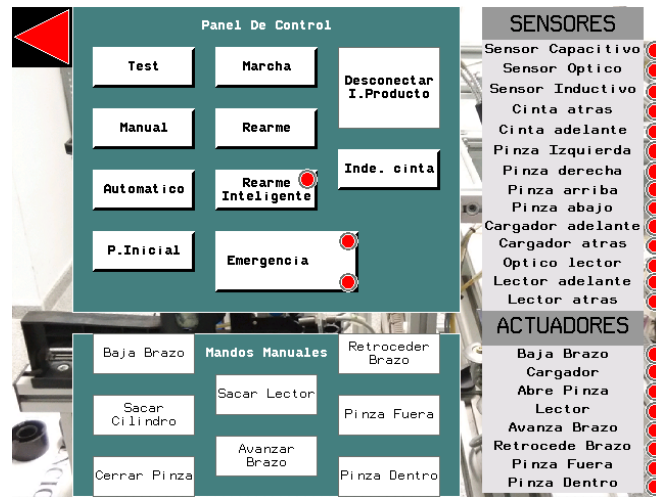 Panel De Control
Test
Marcha
Desconectar
I.Producto
Manual
Rearme
Automatico
Rearme
Inteligente
Inde. cinta
P.Inicial
Emergencia
Mandos Manuales
Baja Brazo
Retroceder
Brazo
Sacar Lector
Sacar
Cilindro
Pinza Fuera
Avanzar
Brazo
Cerrar Pinza
Pinza Dentro
SENSORES
Sensor Capacitivo
Sensor Optico
Sensor Inductivo
Cinta atras
Cinta adelante
Pinza Izquierda
Pinza derecha
Pinza arriba
Pinza abajo
Cargador adelante
Cargador atras
Optico lector
Lector adelante
Lector atras
ACTUADORES
Baja Brazo
Cargador
Abre Pinza
Lector
Avanza Brazo
Retrocede Brazo
Pinza Fuera
Pinza Dentro